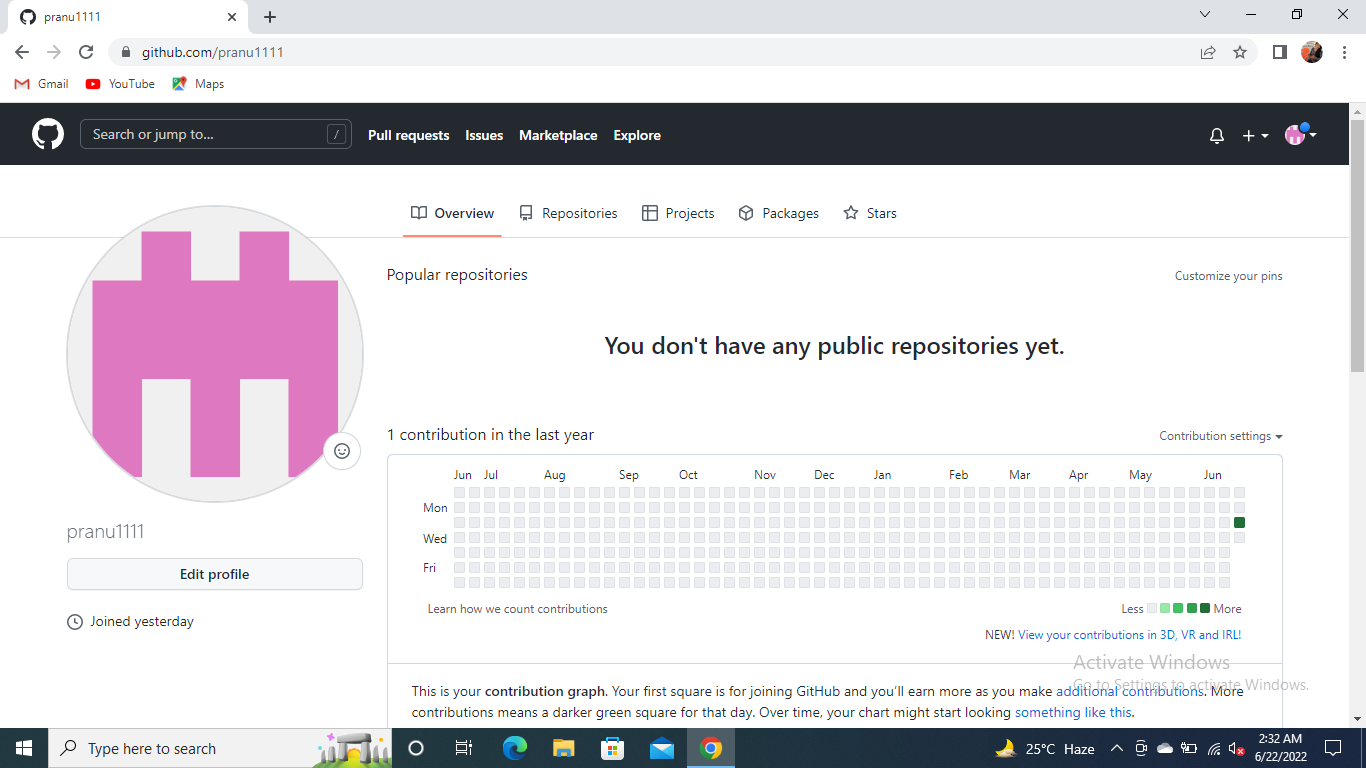 pranu1111
github.com/pranu1111
Gmail YouTube Maps
Search or jump to... / Pull requests Issues Marketplace Explore
Overview Repositories Projects Packages Stars
Popular repositories Customize your pins
You don't have any public repositories yet.
1 contribution in the last year Contribution settings
Jun Jul Aug Sep Oct Nov Dec Jan Feb Mar Apr May Jun
Mon
Wed
Fri
Learn how we count contributions Less More
NEW! View your contributions in 3D, VR and IRL!
pranu1111
Edit profile
Joined yesterday
This is your contribution graph. Your first square is for joining GitHub and you'll earn more as you make additional contributions. More
contributions means a darker green square for that day. Over time, your chart might start looking something like this.
Activate Windows
Go to Settings to activate Windows.
Type here to search
25°C Haze
2:32 AM
6/22/2022